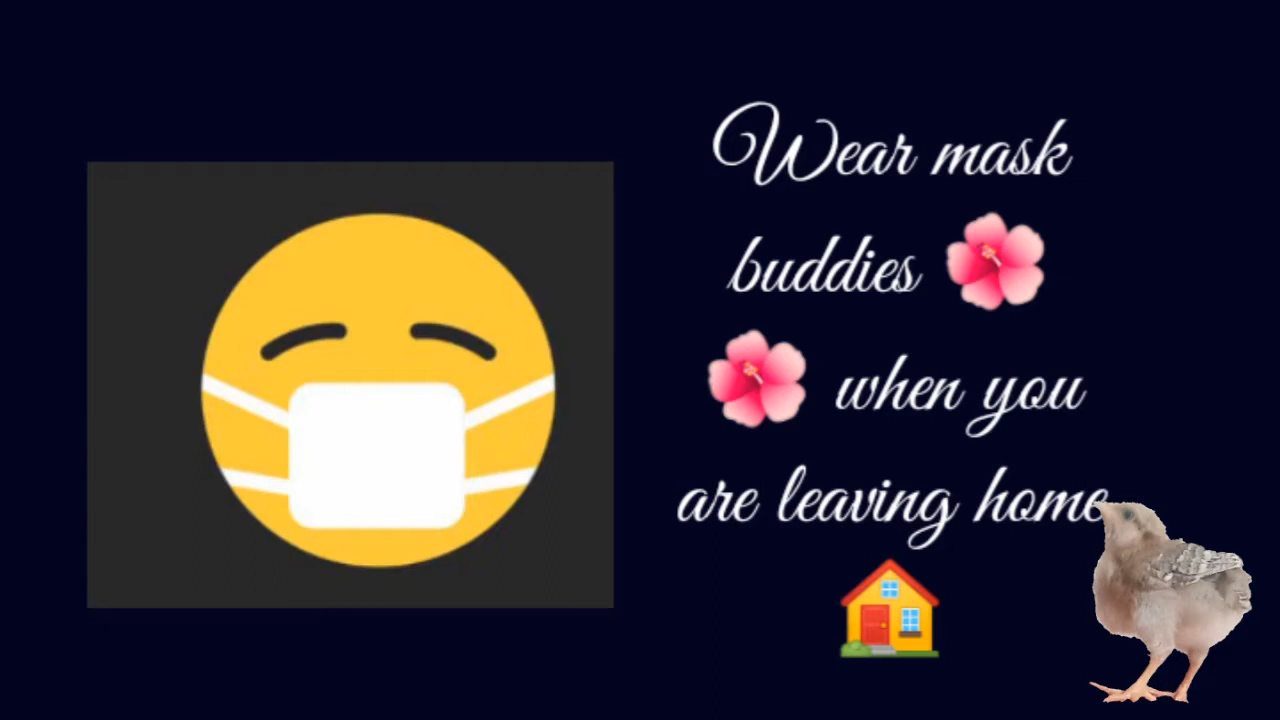 Wear mask
buddies 🌺
🌺 when you
are leaving home
🏠